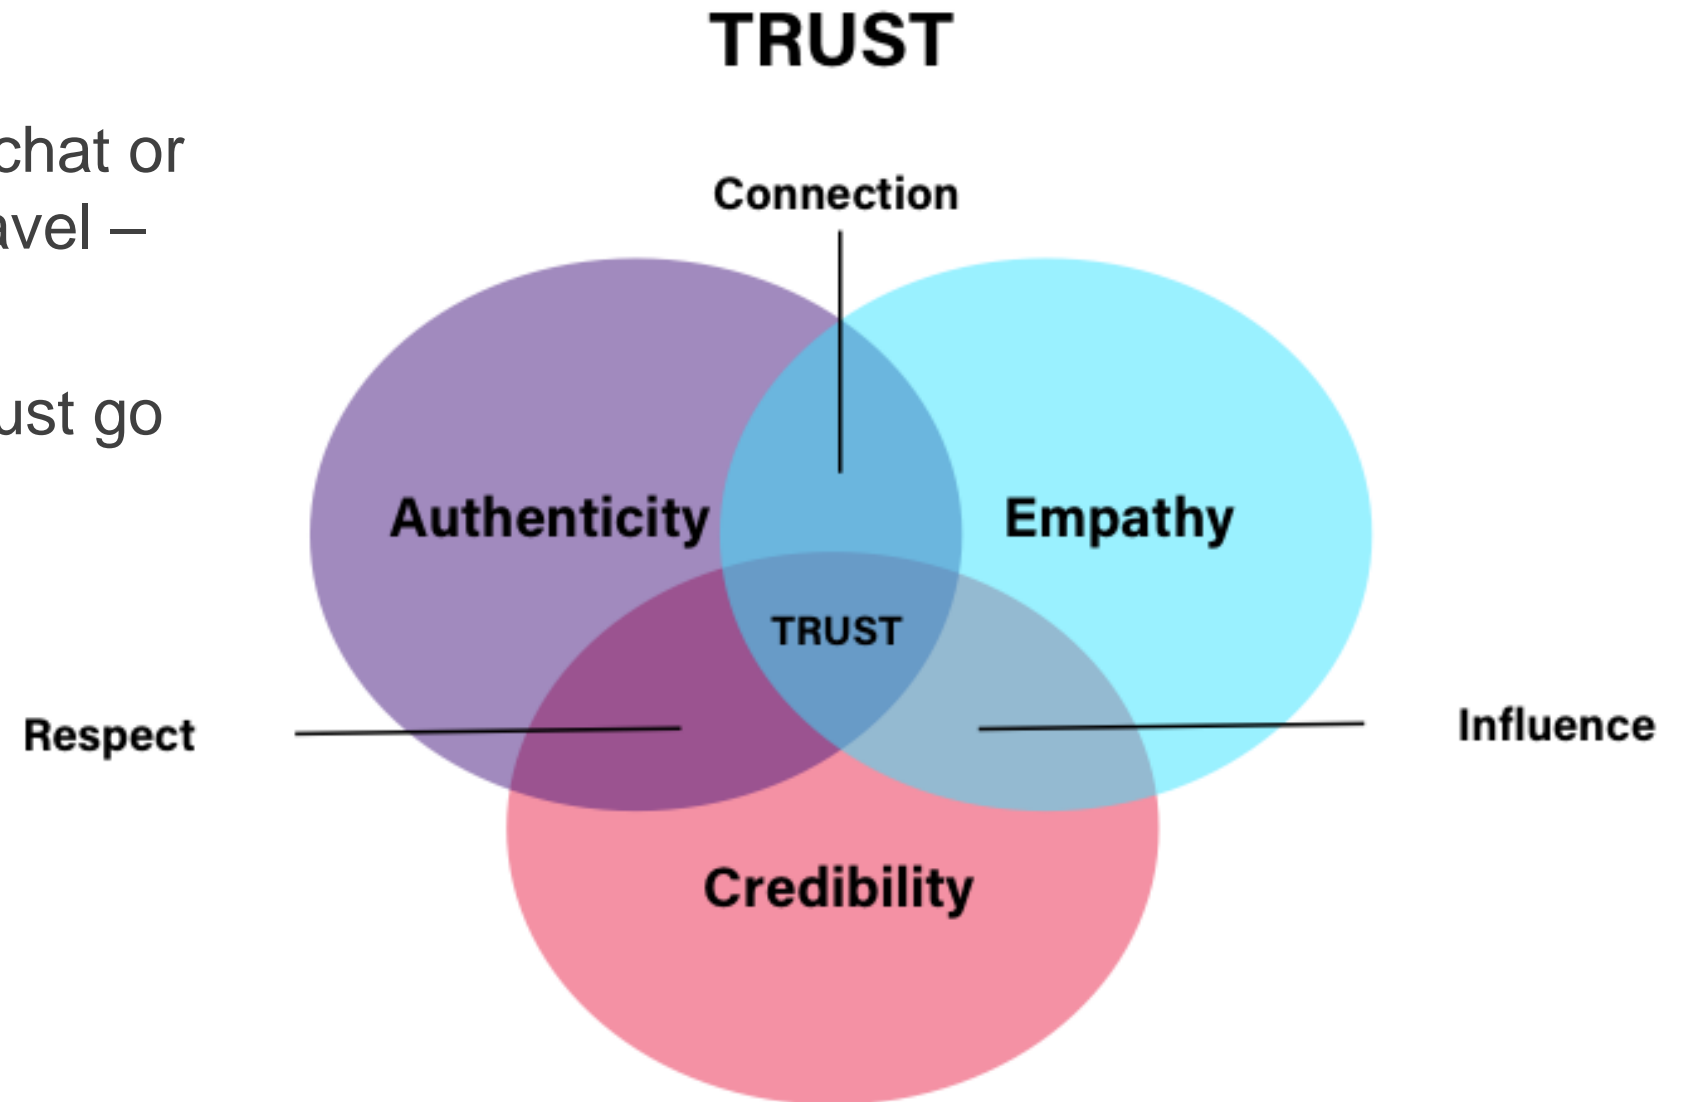 TRUST
chat or
avel –
ust go
Connection
Authenticity
Empathy
TRUST
Respect
Influence
Credibility